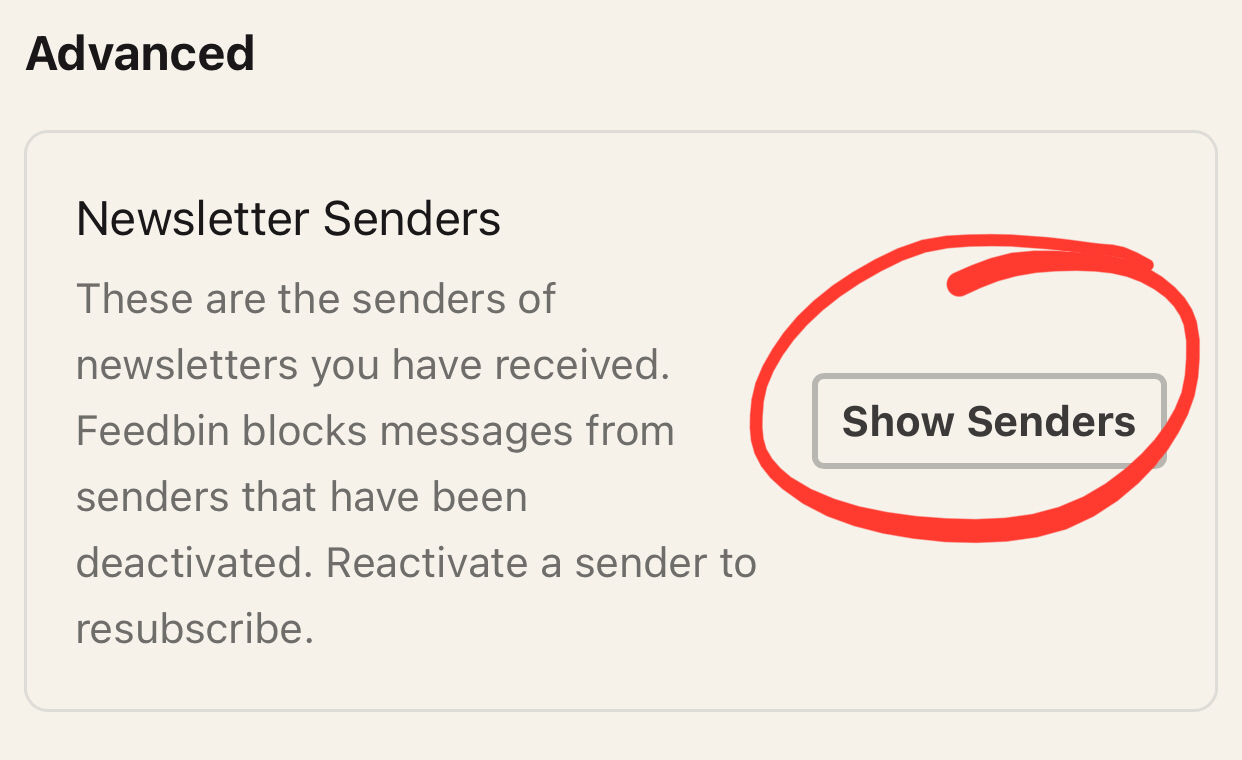 Advanced
Newsletter Senders
These are the senders of
newsletters you have received.
Feedbin blocks messages from
senders that have been
deactivated. Reactivate a sender to
resubscribe.
Show Senders